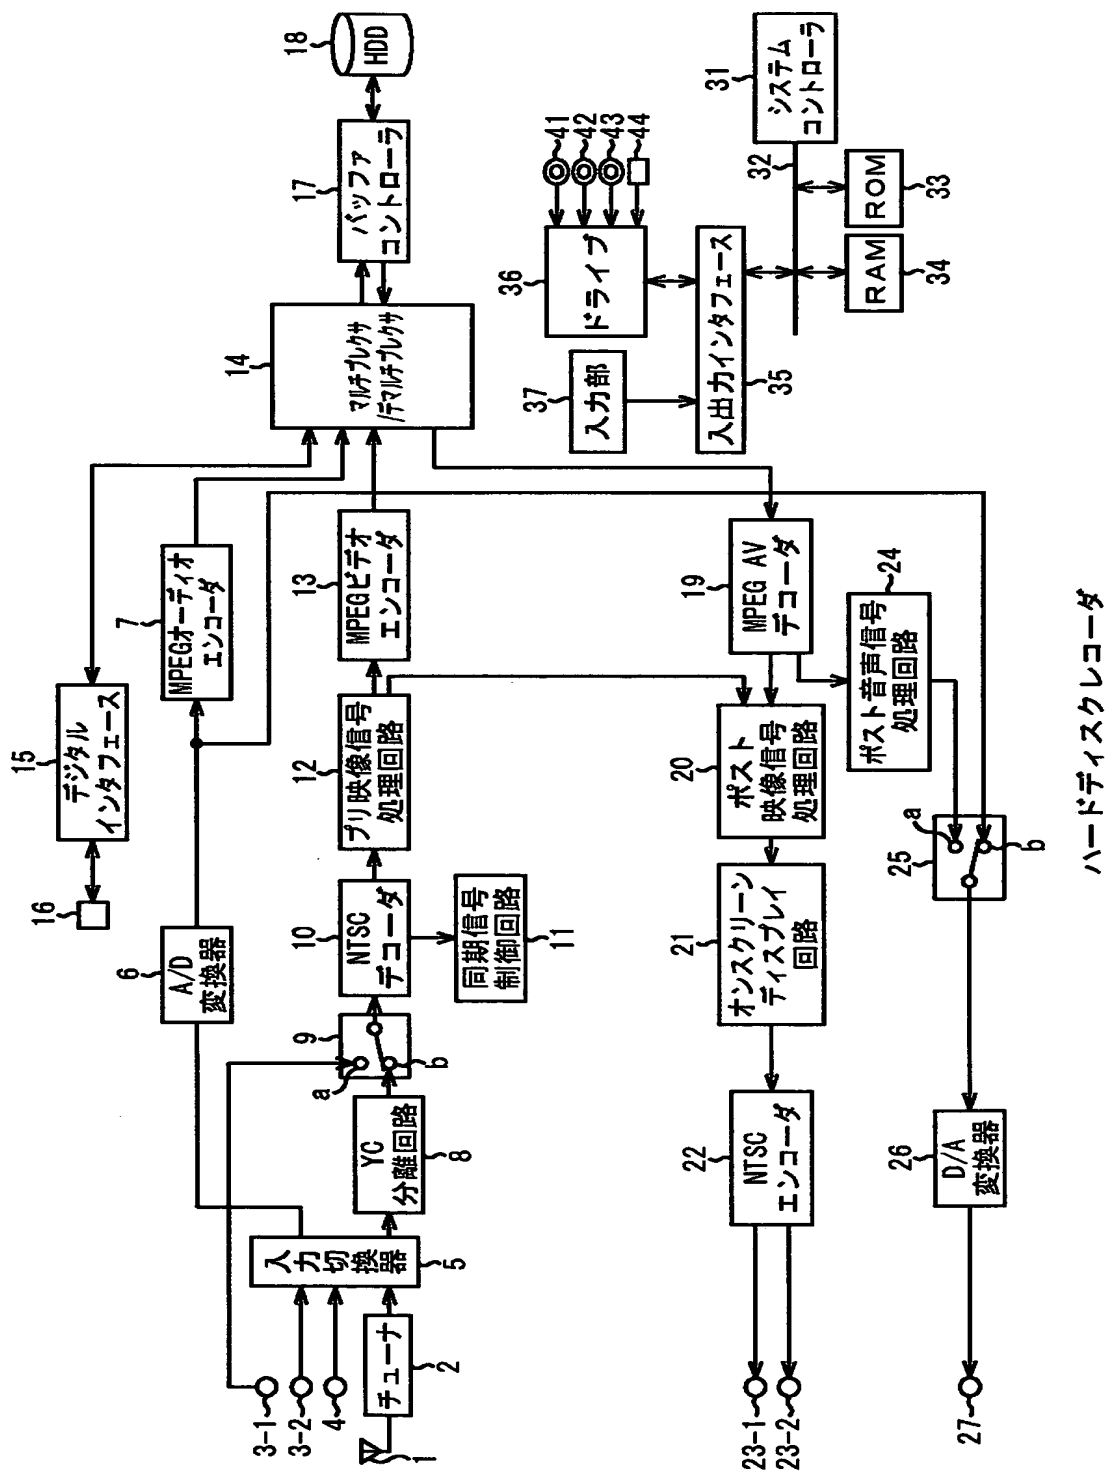 1
チューナ
2
3-1
3-2
4
入力切換器
5
A/D
変換器
6
MPEGオーディオ
エンコーダ
7
YC
分離回路
8
9
a
b
NTSC
デコーダ
10
同期信号
制御回路
11
プリ映像信号
処理回路
12
MPEGビデオ
エンコーダ
13
マルチプレクサ
/デマルチプレクサ
14
デジタル
インタフェース
15
16
バッファ
コントローラ
17
HDD
18
MPEG AV
デコーダ
19
ポスト
映像信号
処理回路
20
オンスクリーン
ディスプレイ
回路
21
NTSC
エンコーダ
22
23-1
23-2
ポスト音声信号
処理回路
24
25
a
b
D/A
変換器
26
27
システム
コントローラ
31
32
ROM
33
RAM
34
入出力インタフェース
35
ドライブ
36
入力部
37
41
42
43
44
ハードディスクレコーダ